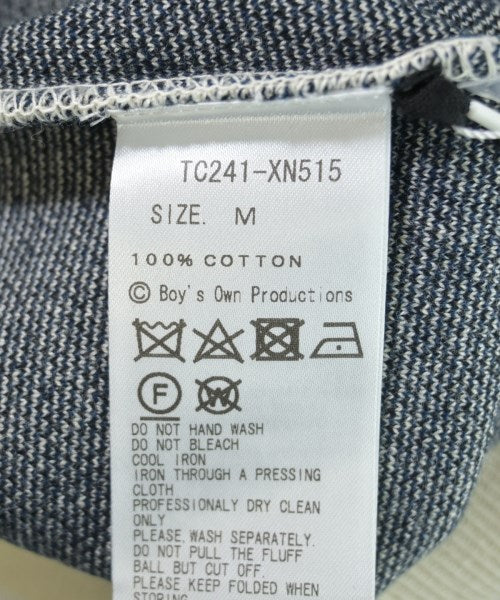 TC241-XN515
SIZE. M
100% COTTON
© Boy's Own Productions
F W
DO NOT HAND WASH
DO NOT BLEACH
COOL IRON
IRON THROUGH A PRESSING
CLOTH
PROFESSIONALY DRY CLEAN
ONLY
PLEASE WASH SEPARATELY.
DO NOT PULL THE FLUFF
BALL BUT CUT OFF.
PLEASE KEEP FOLDED WHEN
STORING